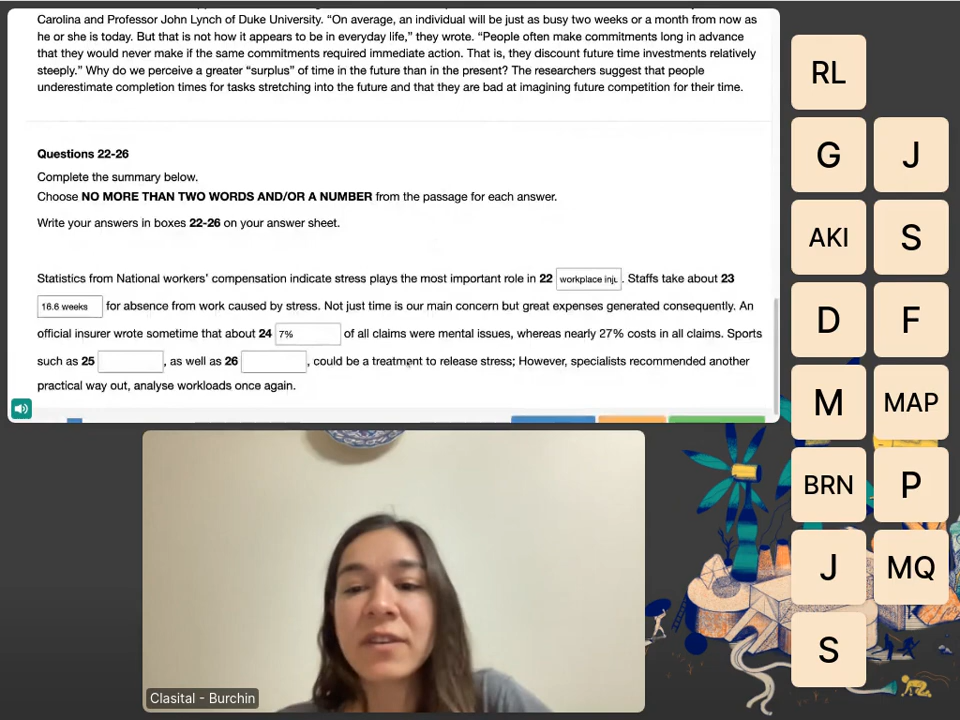 Carolina and Professor John Lynch of Duke University. “On average, an individual will be just as busy two weeks or a month from now as
he or she is today. But that is not how it appears to be in everyday life,” they wrote. “People often make commitments long in advance
that they would never make if the same commitments required immediate action. That is, they discount future time investments relatively
steeply.” Why do we perceive a greater “surplus” of time in the future than in the present? The researchers suggest that people
underestimate completion times for tasks stretching into the future and that they are bad at imagining future competition for their time.
Questions 22-26
Complete the summary below.
Choose NO MORE THAN TWO WORDS AND/OR A NUMBER from the passage for each answer.
Write your answers in boxes 22-26 on your answer sheet.
Statistics from National workers’ compensation indicate stress plays the most important role in 22 workplace inju . Staffs take about 23
16.6 weeks for absence from work caused by stress. Not just time is our main concern but great expenses generated consequently. An
official insurer wrote sometime that about 24 7% of all claims were mental issues, whereas nearly 27% costs in all claims. Sports
such as 25 , as well as 26 , could be a treatment to release stress; However, specialists recommended another
practical way out, analyse workloads once again.
RL
G J
AKI S
D F
M MAP
BRN P
J MQ
S
Clasital - Burchin